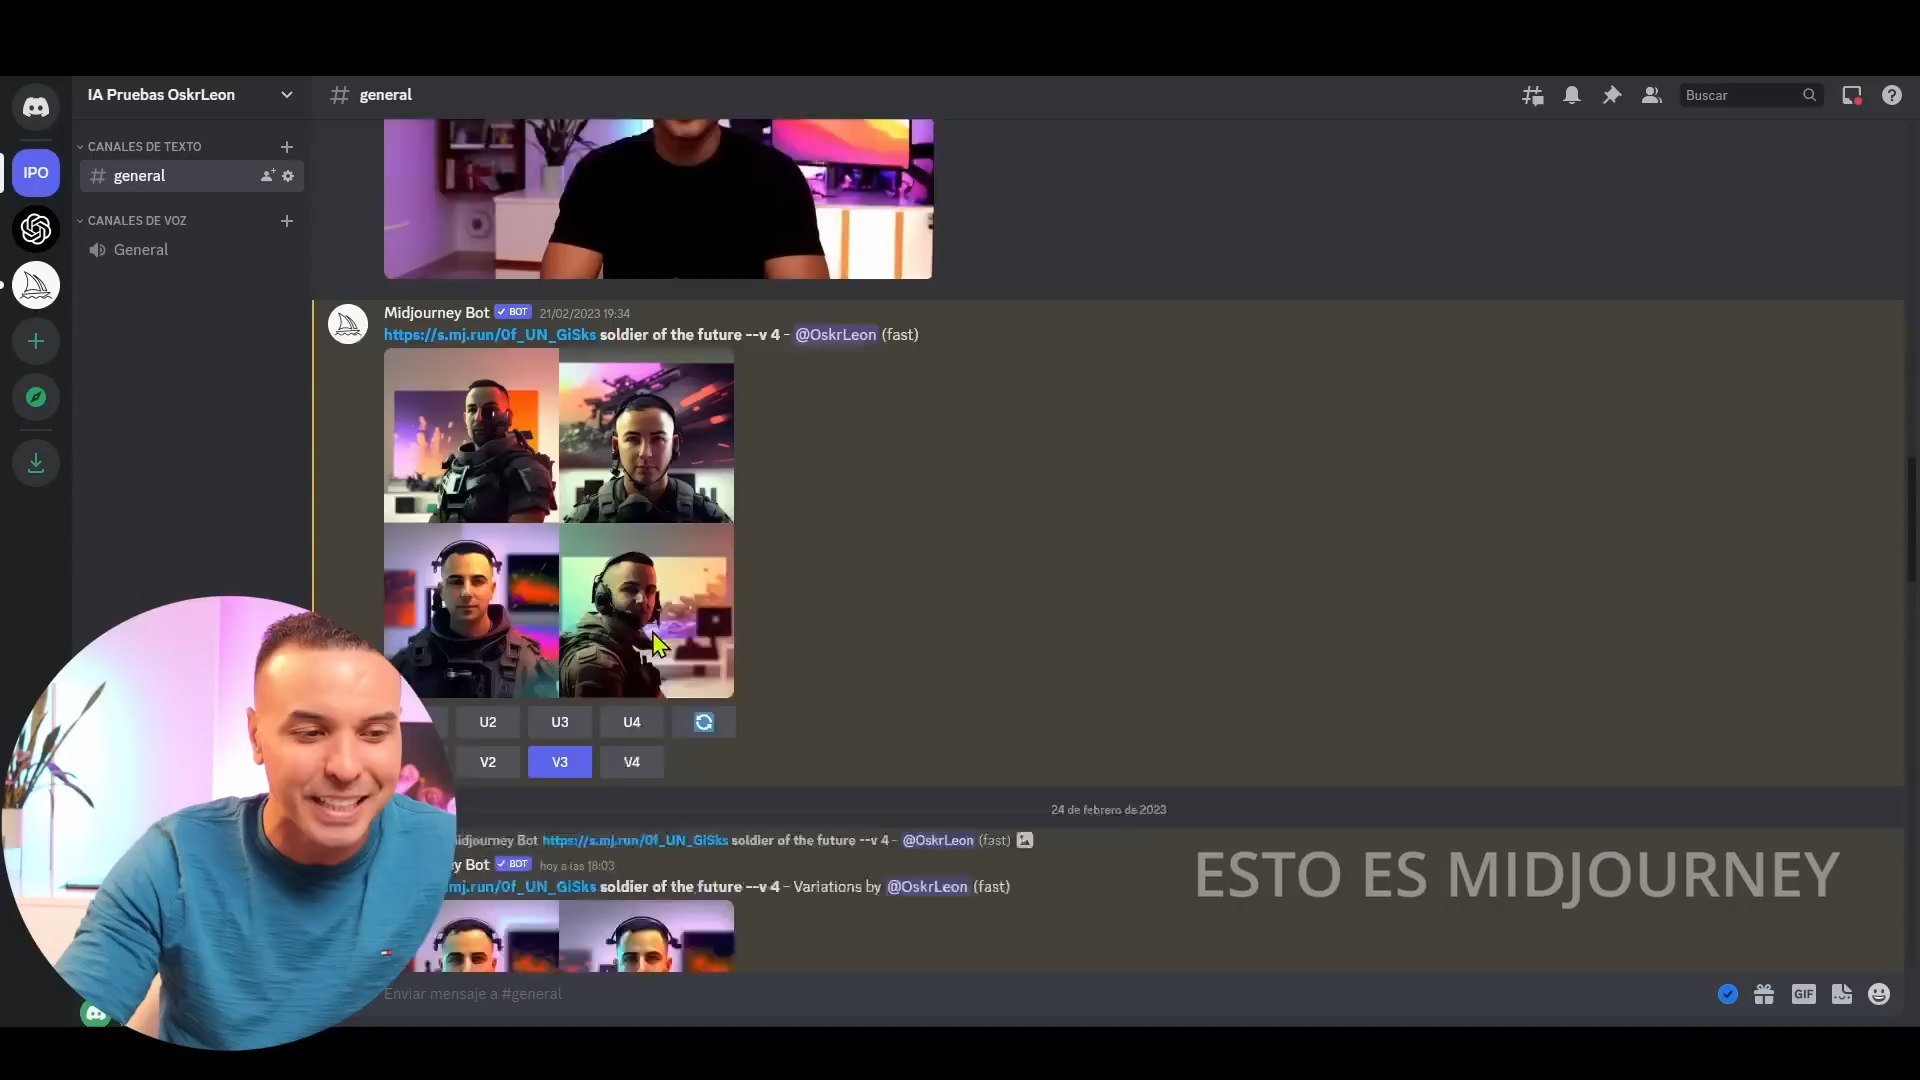 IA Pruebas OskrLeon
general
Buscar
CANALES DE TEXTO
general
IPO
CANALES DE VOZ
General
Midjourney Bot BOT 21/02/2023 19:34
https://s.mj.run/0f_UN_GiSks soldier of the future --v 4 - @OskrLeon (fast)
U2 U3 U4
V2 V3 V4
24 de febrero de 2023
idjourney Bot https://s.mj.run/0f_UN_GiSks soldier of the future --v 4 - @OskrLeon (fast)
ey Bot BOT hoy a las 18:03
.mj.run/0f_UN_GiSks soldier of the future --v 4 - Variations by @OskrLeon (fast)
ESTO ES MIDJOURNEY
Enviar mensaje a #general
GIF